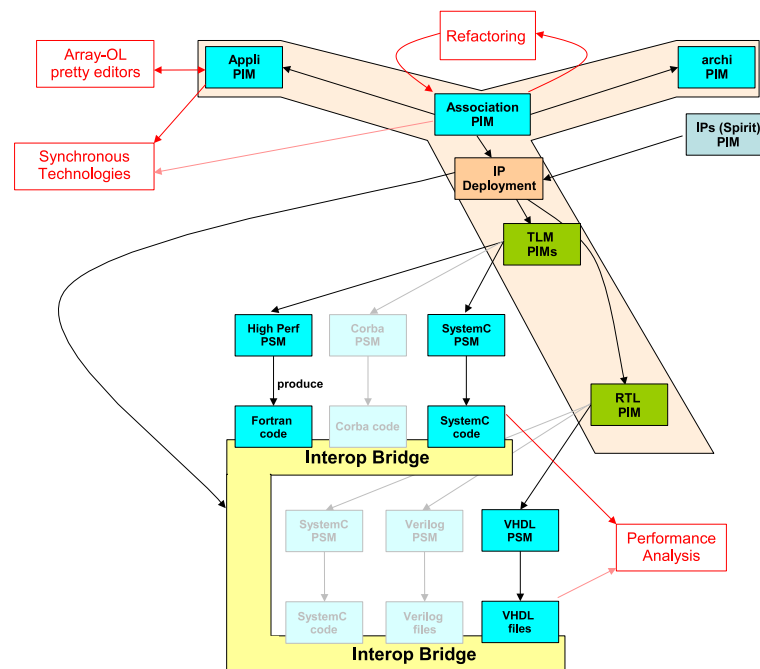 Refactoring
Array-OL
pretty editors
Appli
PIM
archi
PIM
Association
PIM
IPs (Spirit)
PIM
Synchronous
Technologies
IP
Deployment
TLM
PIMs
High Perf
PSM
Corba
PSM
SystemC
PSM
produce
RTL
PIM
Fortran
code
Corba code
SystemC
code
Interop Bridge
SystemC
PSM
Verilog
PSM
VHDL
PSM
Performance
Analysis
SystemC
code
Verilog
files
VHDL
files
Interop Bridge